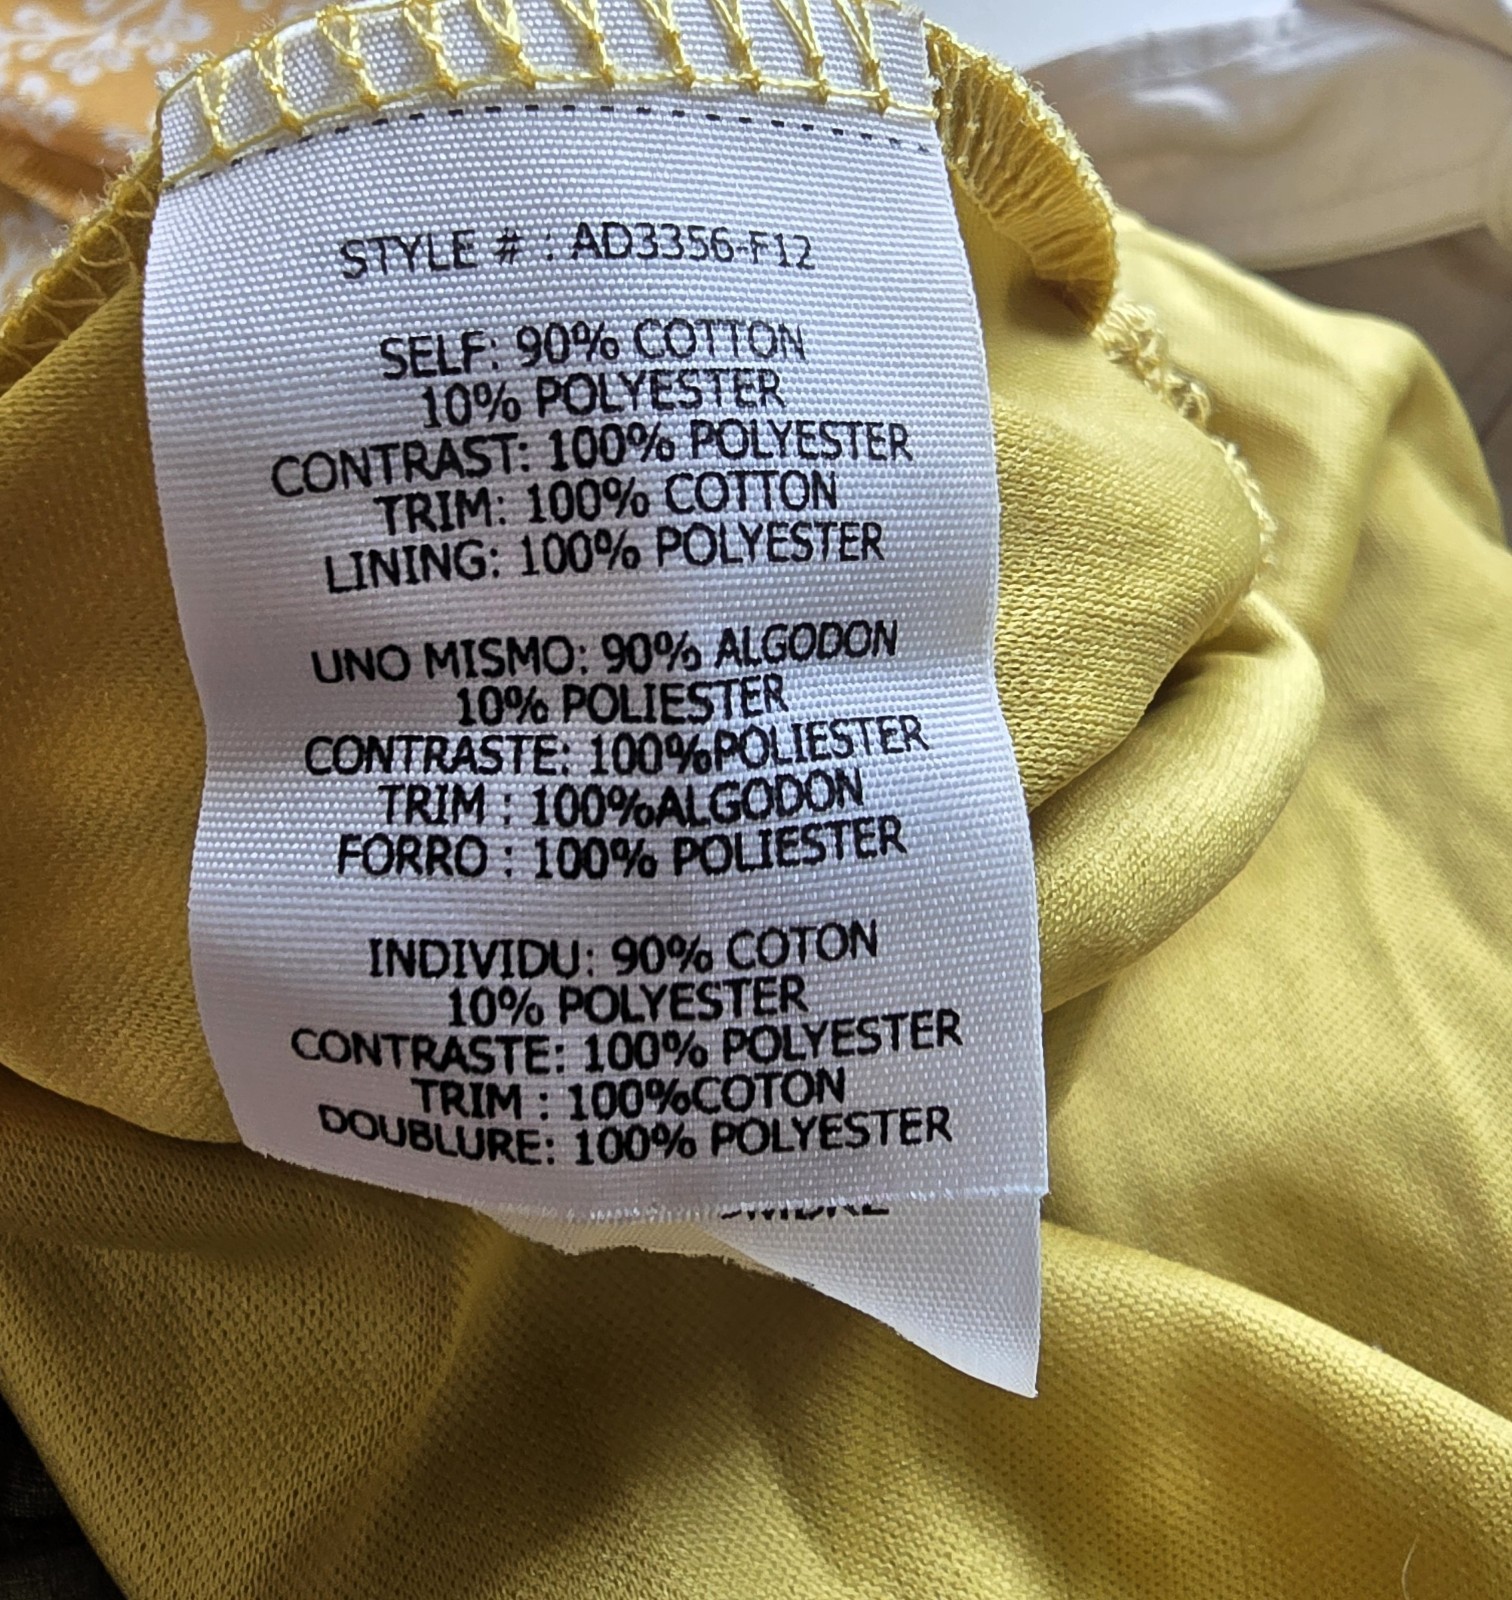 STYLE # : AD3356-F12
SELF: 90% COTTON
10% POLYESTER
CONTRAST: 100% POLYESTER
TRIM: 100% COTTON
LINING: 100% POLYESTER
UNO MISMO: 90% ALGODON
10% POLIESTER
CONTRASTE: 100%POLIESTER
TRIM : 100%ALGODON
FORRO : 100% POLIESTER
INDIVIDU: 90% COTON
10% POLYESTER
CONTRASTE: 100% POLYESTER
TRIM : 100%COTON
DOUBLURE: 100% POLYESTER